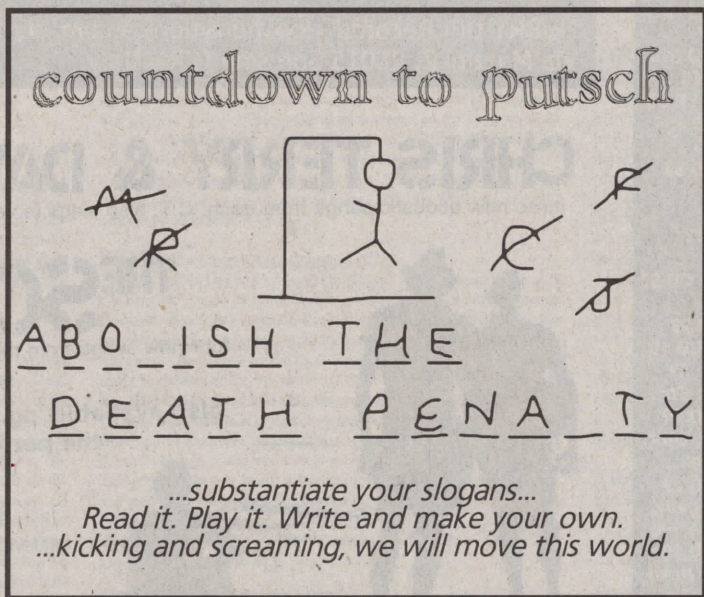 countdown to putsch
M
R
C
R
J
ABO_ISH THE
DEATH PENA_TY
...substantiate your slogans...
Read it. Play it. Write and make your own.
...kicking and screaming, we will move this world.